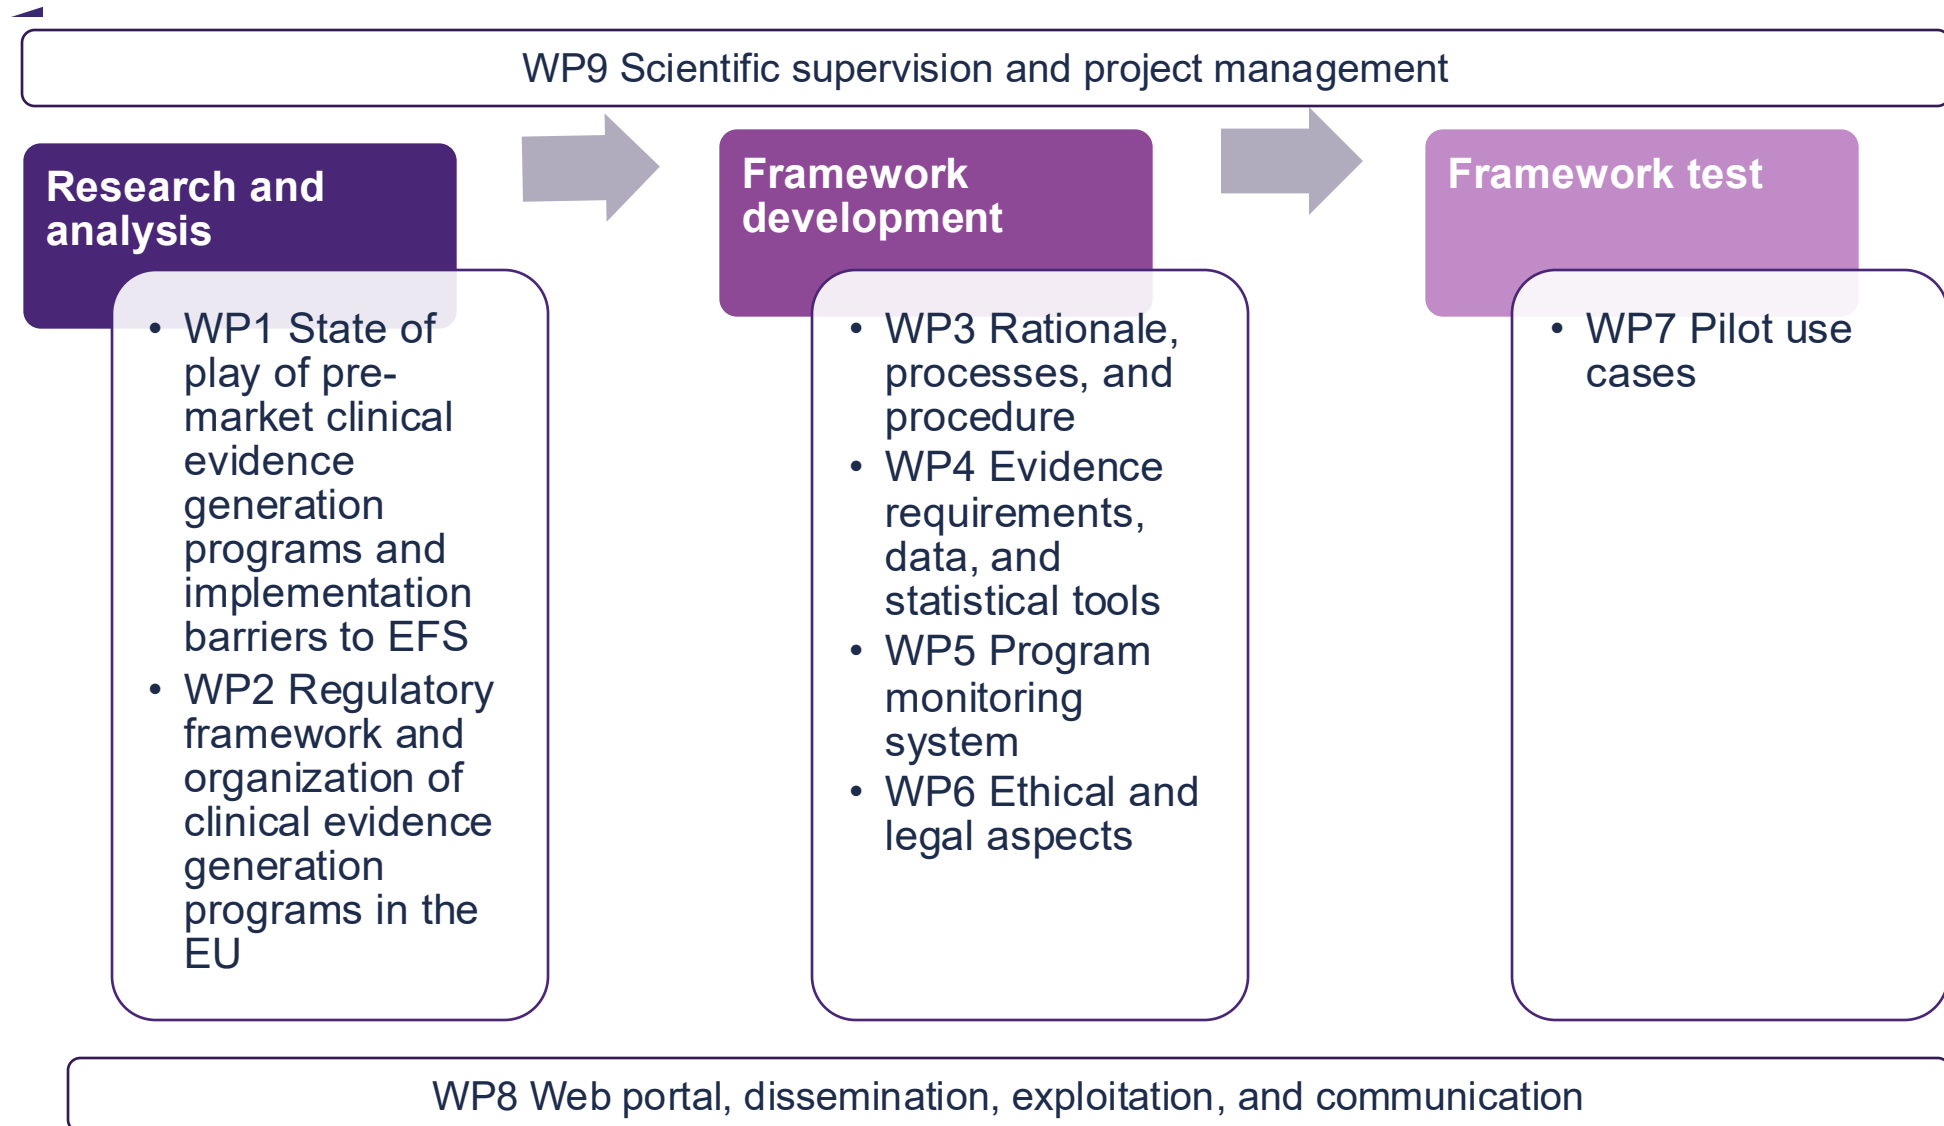 WP9 Scientific supervision and project management
Research and
analysis
• WP1 State of
play of pre-
market clinical
evidence
generation
programs and
implementation
barriers to EFS
• WP2 Regulatory
framework and
organization of
clinical evidence
generation
programs in the
EU
Framework
development
• WP3 Rationale,
processes, and
procedure
• WP4 Evidence
requirements,
data, and
statistical tools
• WP5 Program
monitoring
system
• WP6 Ethical and
legal aspects
Framework test
• WP7 Pilot use
cases
WP8 Web portal, dissemination, exploitation, and communication